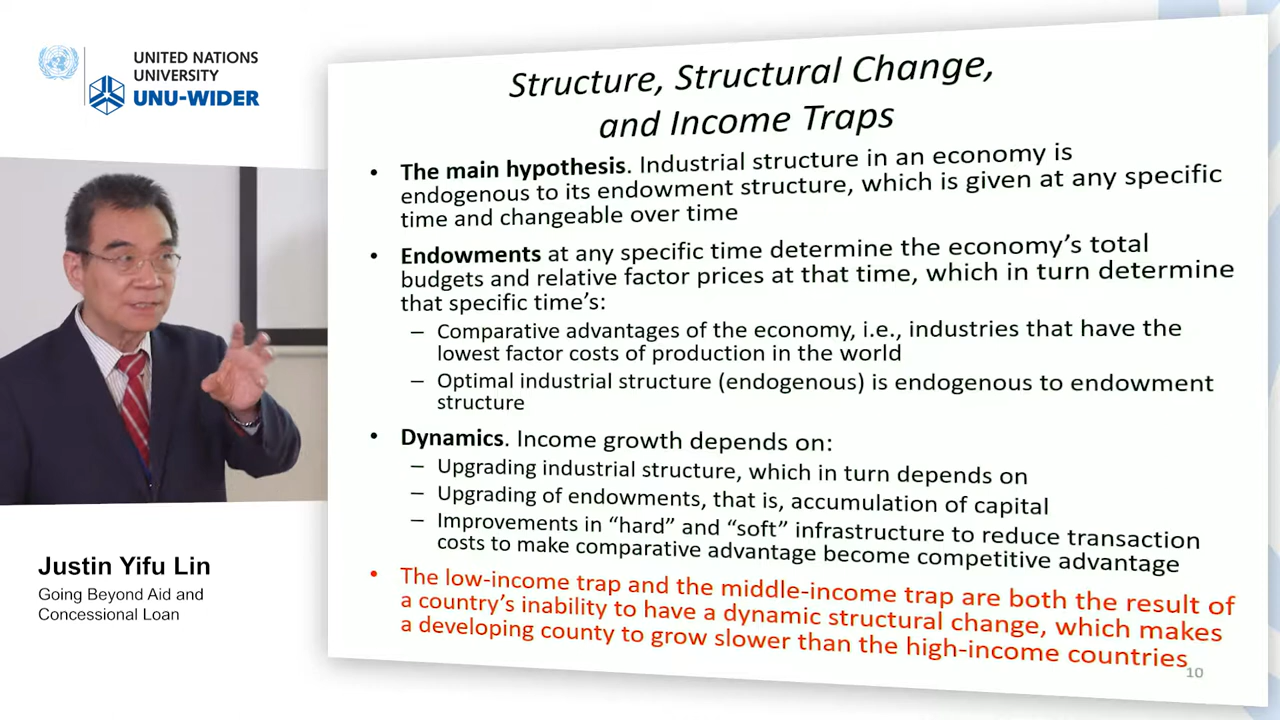 UNITED NATIONS
UNIVERSITY
UNU-WIDER
Structure, Structural Change,
and Income Traps
• The main hypothesis. Industrial structure in an economy is
endogenous to its endowment structure, which is given at any specific
time and changeable over time
• Endowments at any specific time determine the economy’s total
budgets and relative factor prices at that time, which in turn determine
that specific time’s:
– Comparative advantages of the economy, i.e., industries that have the
lowest factor costs of production in the world
– Optimal industrial structure (endogenous) is endogenous to endowment
structure
• Dynamics. Income growth depends on:
– Upgrading industrial structure, which in turn depends on
– Upgrading of endowments, that is, accumulation of capital
– Improvements in “hard” and “soft” infrastructure to reduce transaction
costs to make comparative advantage become competitive advantage
• The low-income trap and the middle-income trap are both the result of
a country’s inability to have a dynamic structural change, which makes
a developing county to grow slower than the high-income countries
10
Justin Yifu Lin
Going Beyond Aid and
Concessional Loan